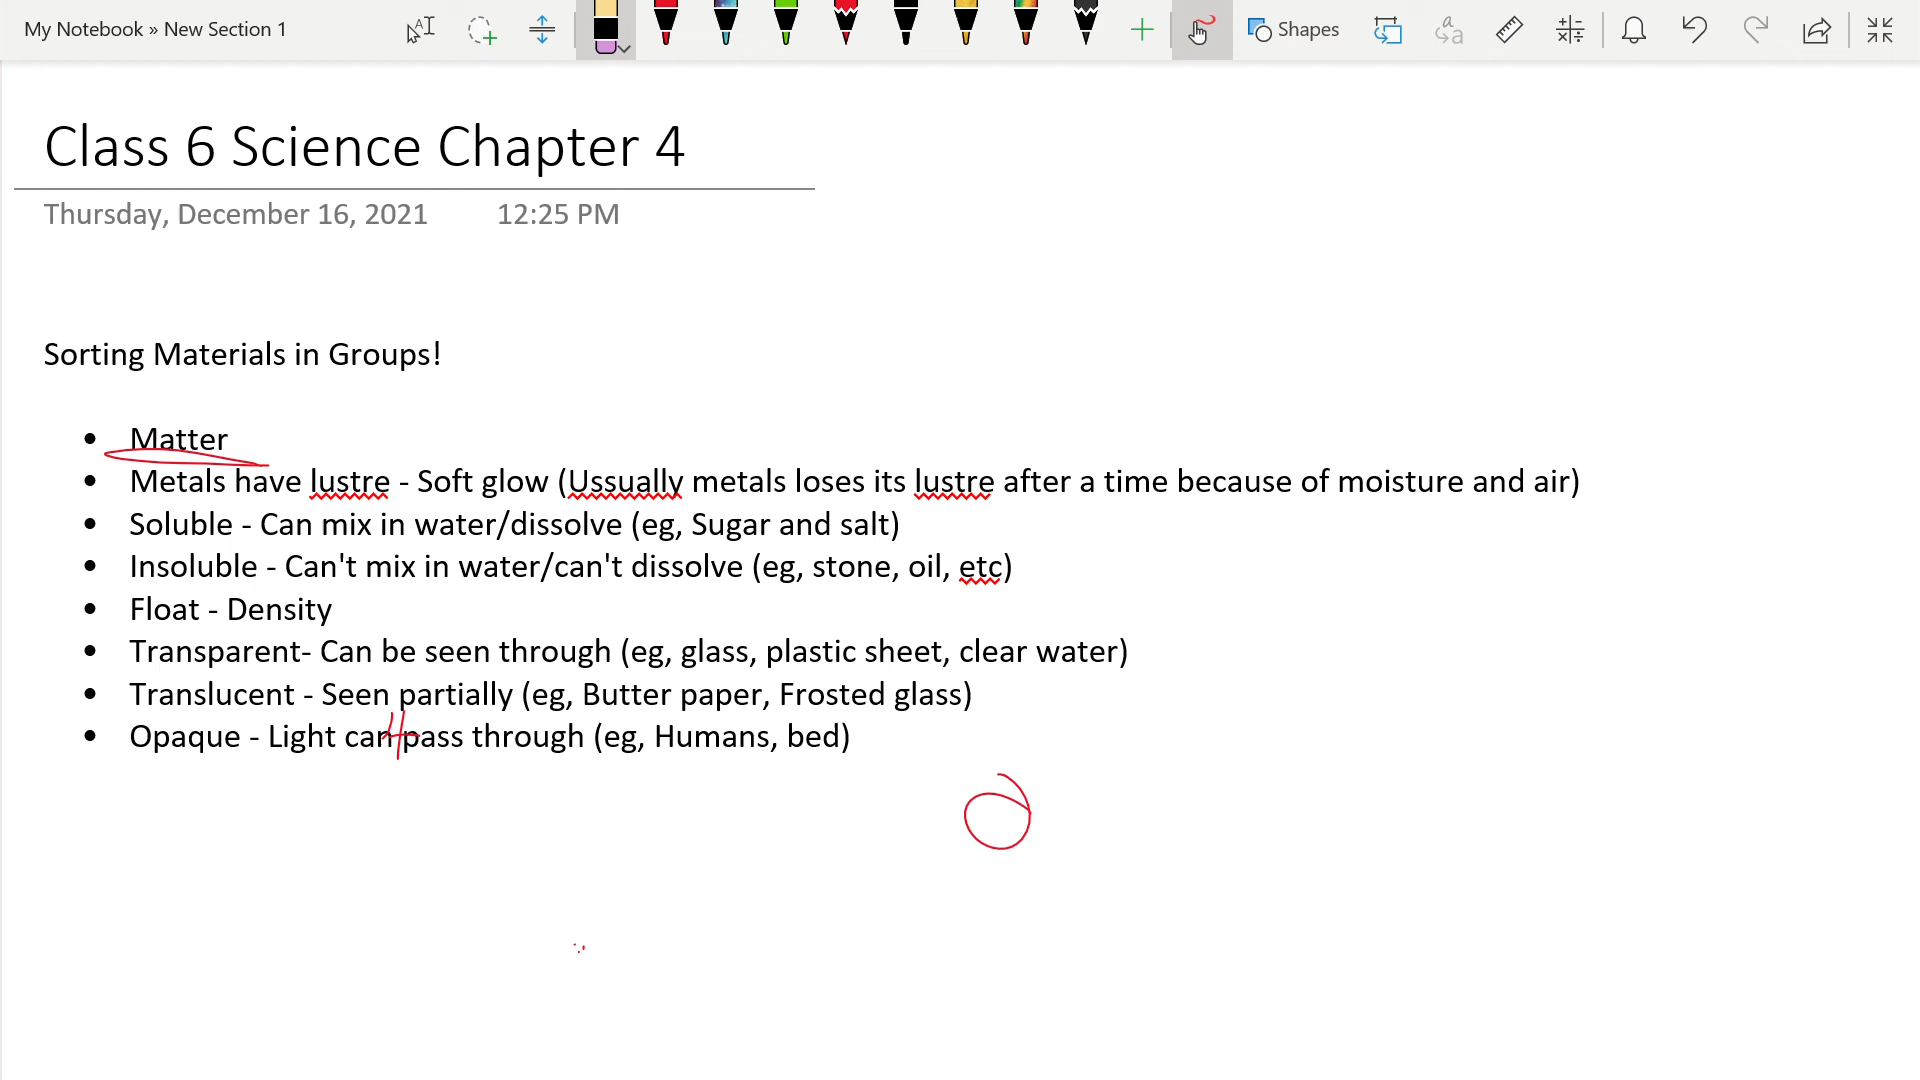 My Notebook » New Section 1
Shapes
Class 6 Science Chapter 4
Thursday, December 16, 2021 12:25 PM
Sorting Materials in Groups!
• Matter
• Metals have lustre - Soft glow (Ussually metals loses its lustre after a time because of moisture and air)
• Soluble - Can mix in water/dissolve (eg, Sugar and salt)
• Insoluble - Can't mix in water/can't dissolve (eg, stone, oil, etc)
• Float - Density
• Transparent- Can be seen through (eg, glass, plastic sheet, clear water)
• Translucent - Seen partially (eg, Butter paper, Frosted glass)
• Opaque - Light can pass through (eg, Humans, bed)